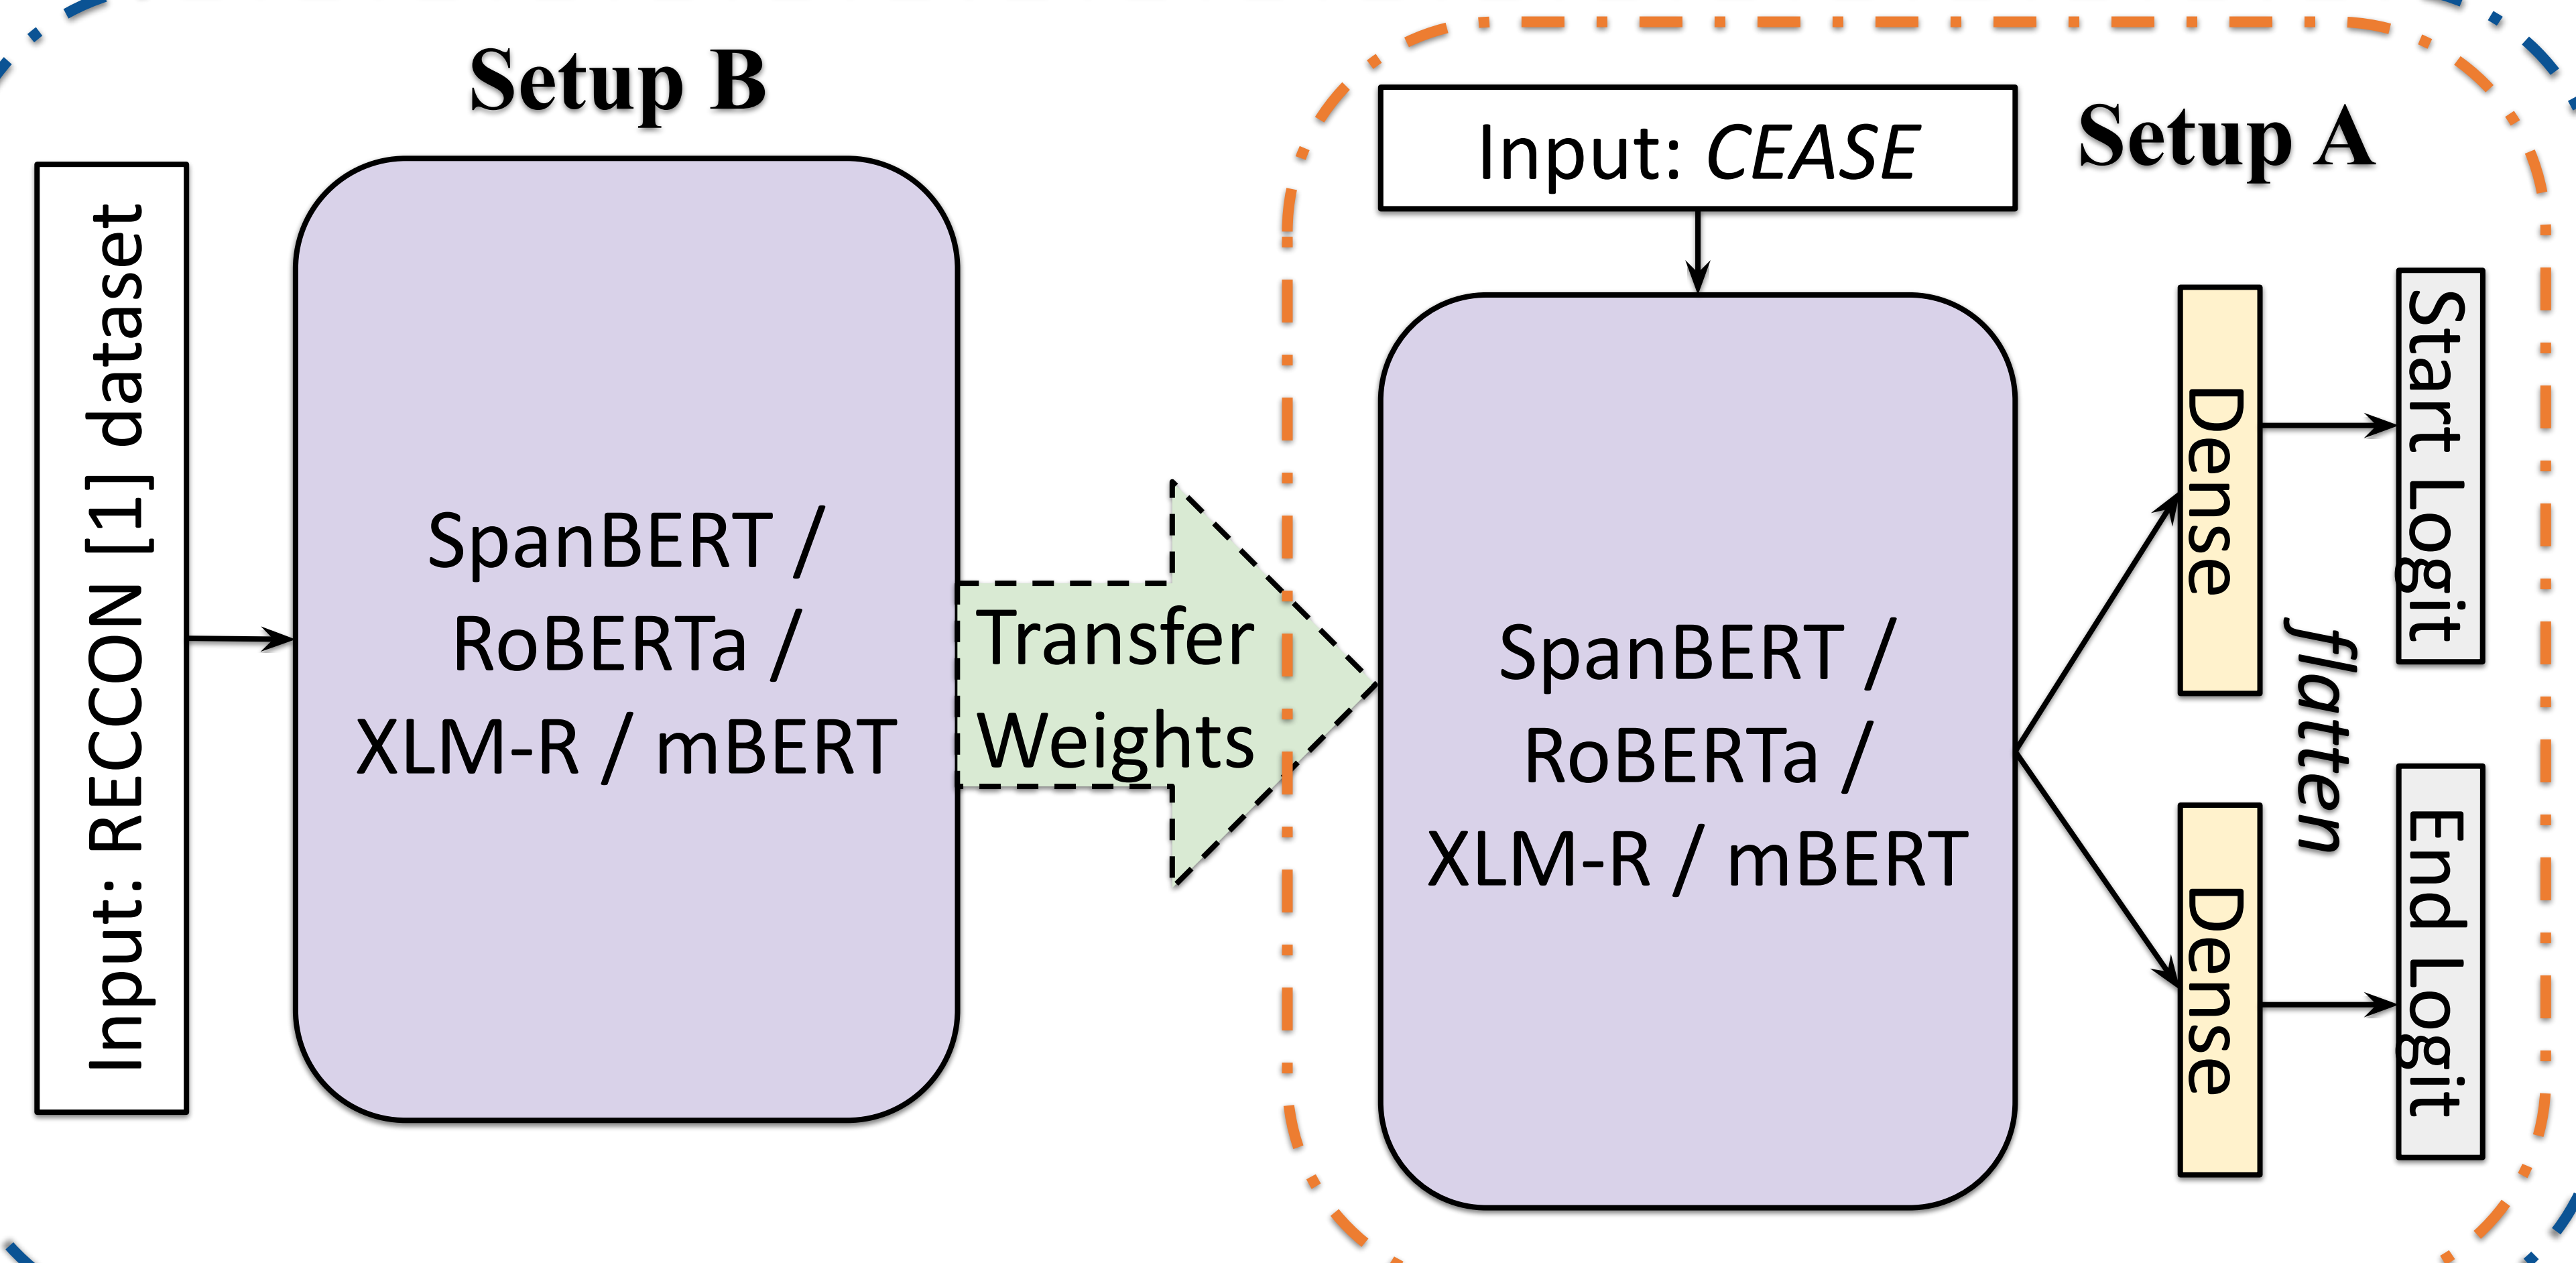 Setup B
Input: RECCON [1] dataset
SpanBERT /
RoBERTa /
XLM-R / mBERT
Transfer
Weights
Setup A
Input: CEASE
SpanBERT /
RoBERTa /
XLM-R / mBERT
Dense
Dense
flatten
Start Logit
End Logit